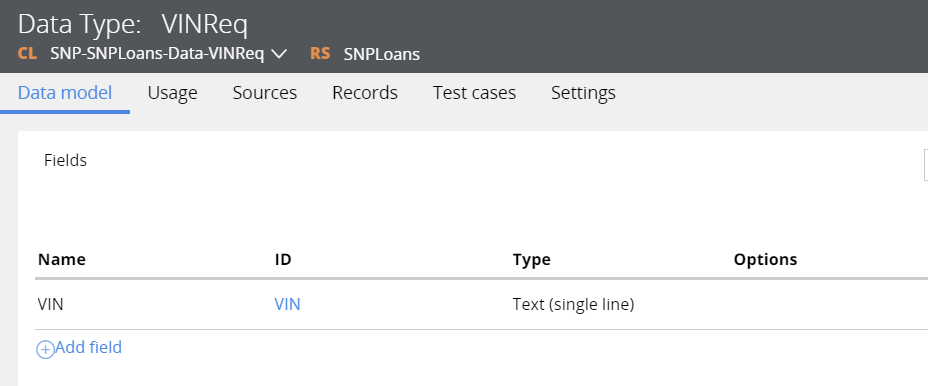 Data Type: VINReq
CL SNP-SNPLoans-Data-VINReq RS SNPLoans
Data model Usage Sources Records Test cases Settings
Fields
Name ID Type Options
VIN VIN Text (single line)
Add field